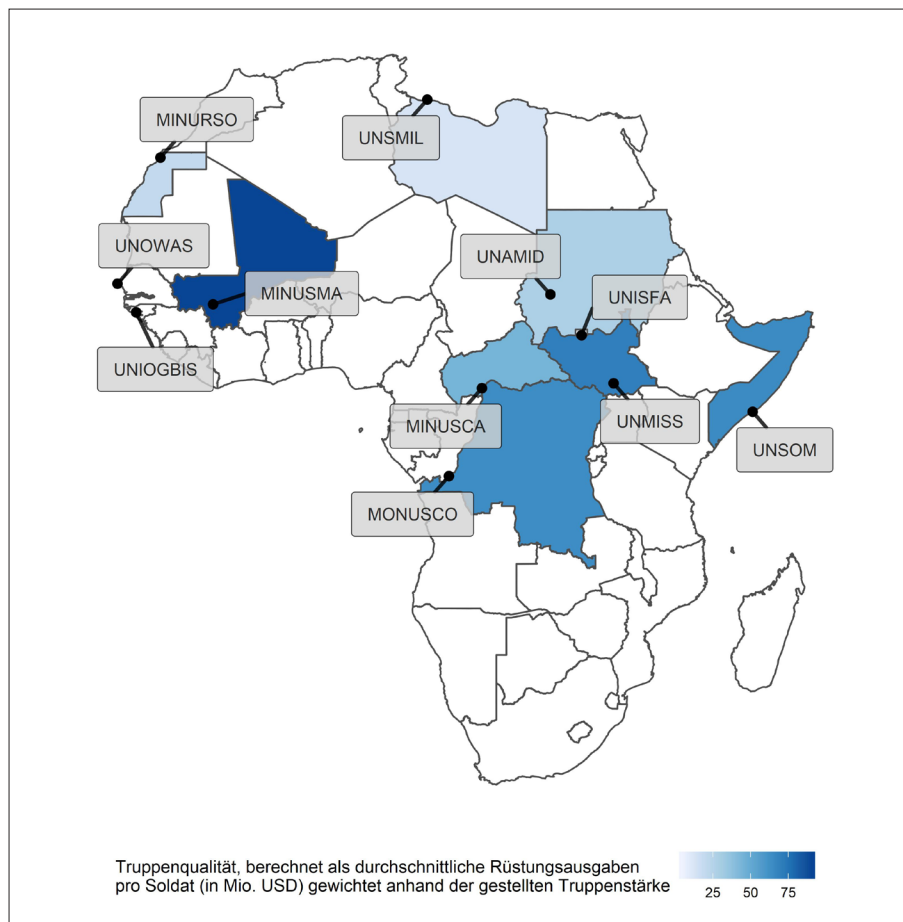 MINURSO
UNSMIL
UNOWAS
UNAMID
MINUSMA
UNISFA
UNIOGBIS
MINUSCA
UNMISS
UNSOM
MONUSCO
Truppenqualität, berechnet als durchschnittliche Rüstungsausgaben
pro Soldat (in Mio. USD) gewichtet anhand der gestellten Truppenstärke
25 50 75